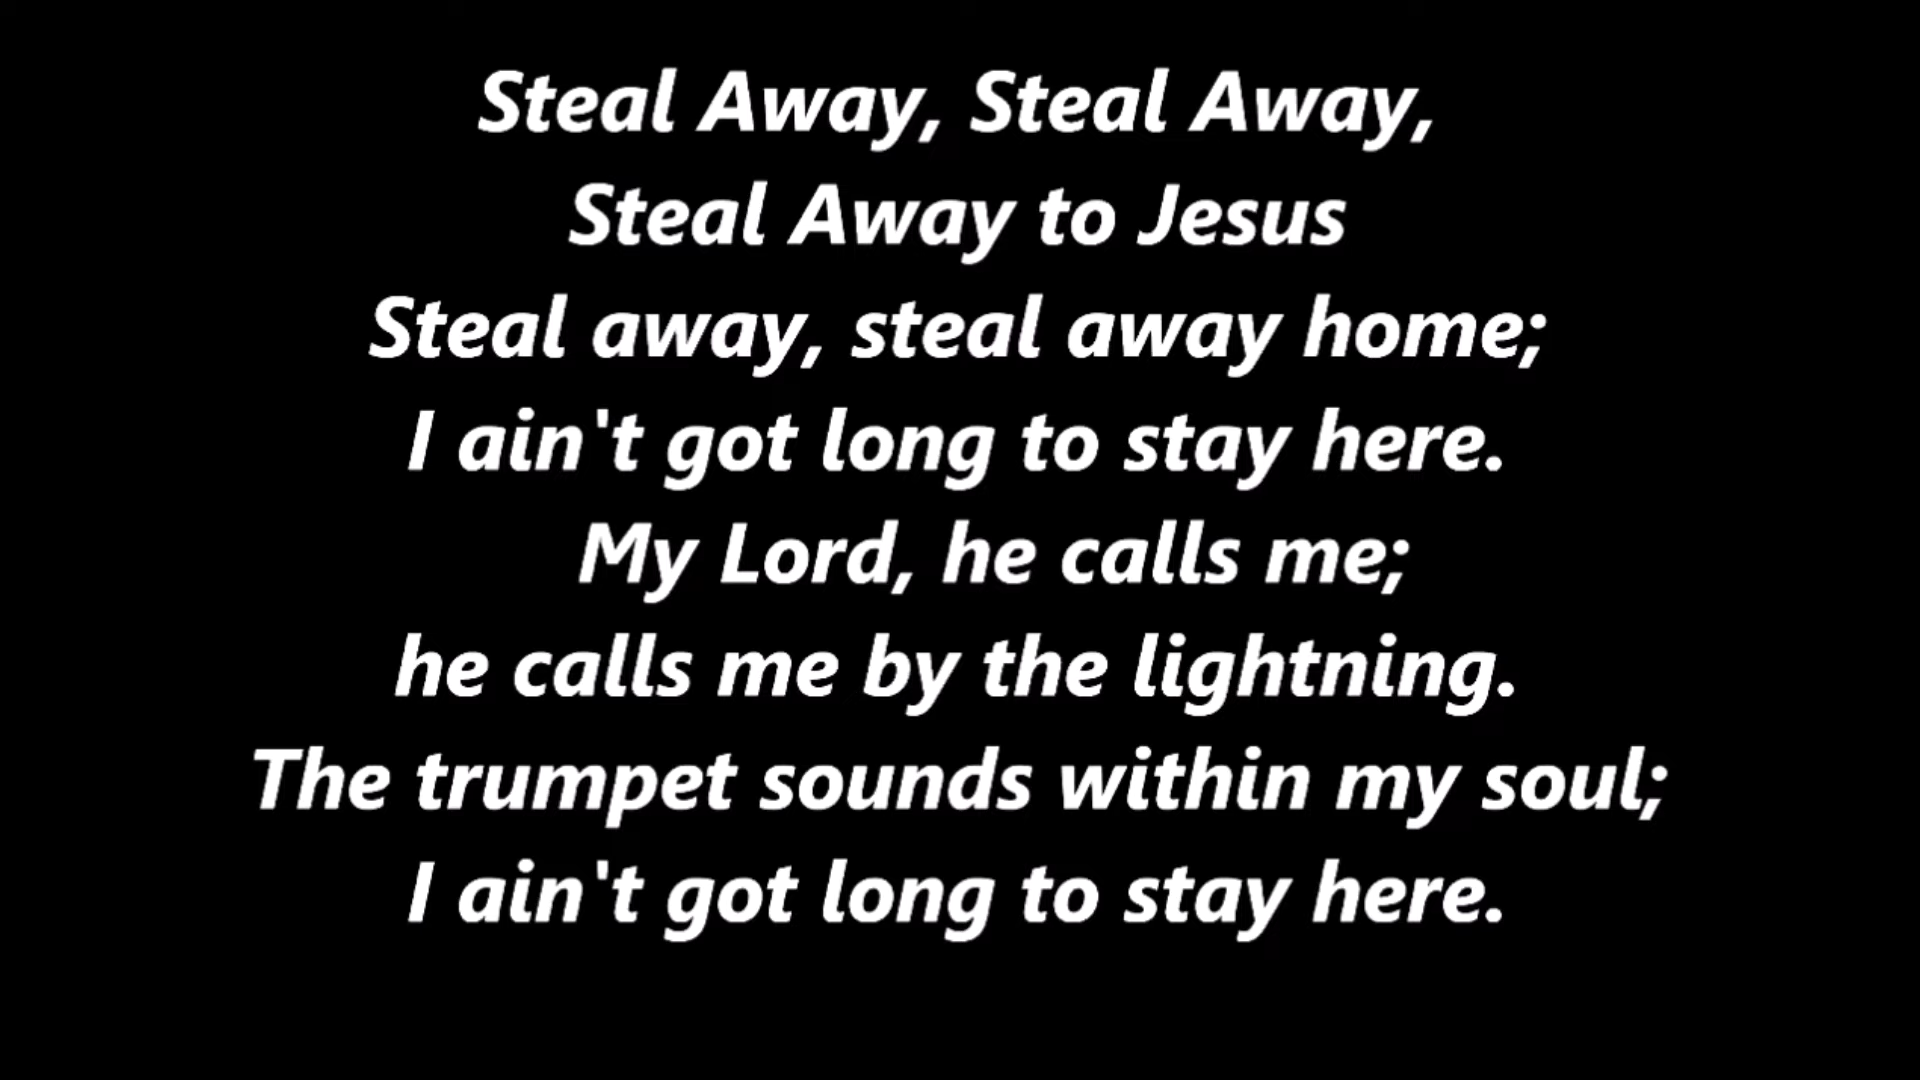 Steal Away, Steal Away,
Steal Away to Jesus
Steal away, steal away home;
I ain't got long to stay here.
My Lord, he calls me;
he calls me by the lightning.
The trumpet sounds within my soul;
I ain't got long to stay here.